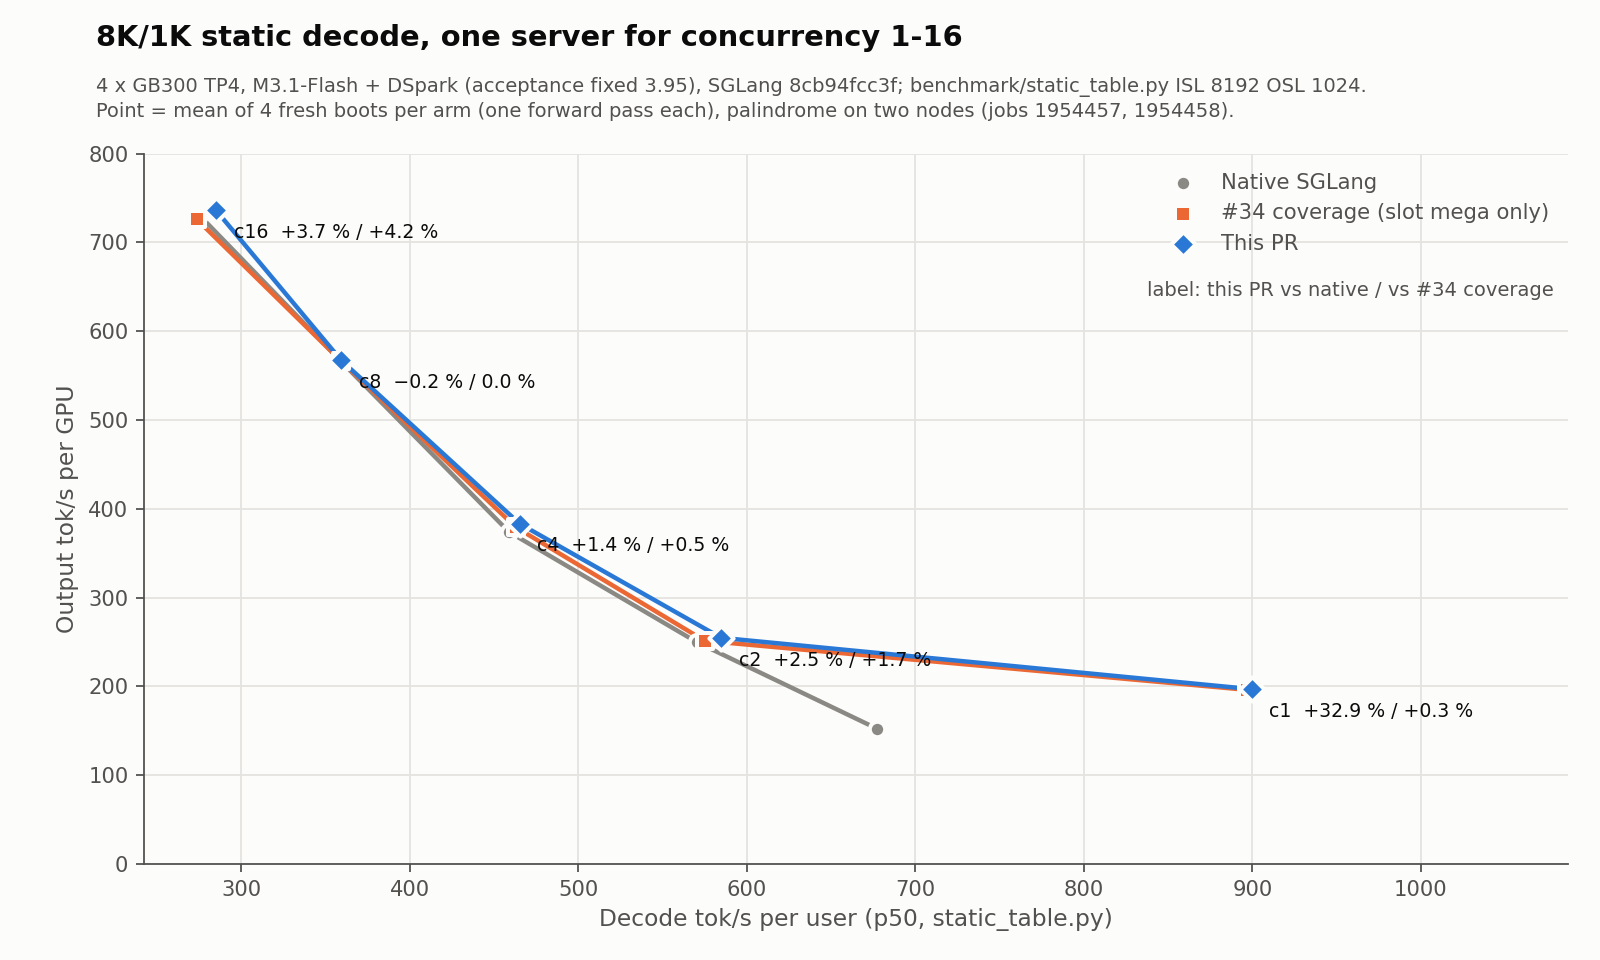 8K/1K static decode, one server for concurrency 1-16
4 x GB300 TP4, M3.1-Flash + DSpark (acceptance fixed 3.95), SGLang 8cb94fcc3f; benchmark/static_table.py ISL 8192 OSL 1024.
Point = mean of 4 fresh boots per arm (one forward pass each), palindrome on two nodes (jobs 1954457, 1954458).
Native SGLang
#34 coverage (slot mega only)
This PR
label: this PR vs native / vs #34 coverage
c16 +3.7 % / +4.2 %
c8 −0.2 % / 0.0 %
c4 +1.4 % / +0.5 %
c2 +2.5 % / +1.7 %
c1 +32.9 % / +0.3 %
Output tok/s per GPU
800
700
600
500
400
300
200
100
0
300 400 500 600 700 800 900 1000
Decode tok/s per user (p50, static_table.py)